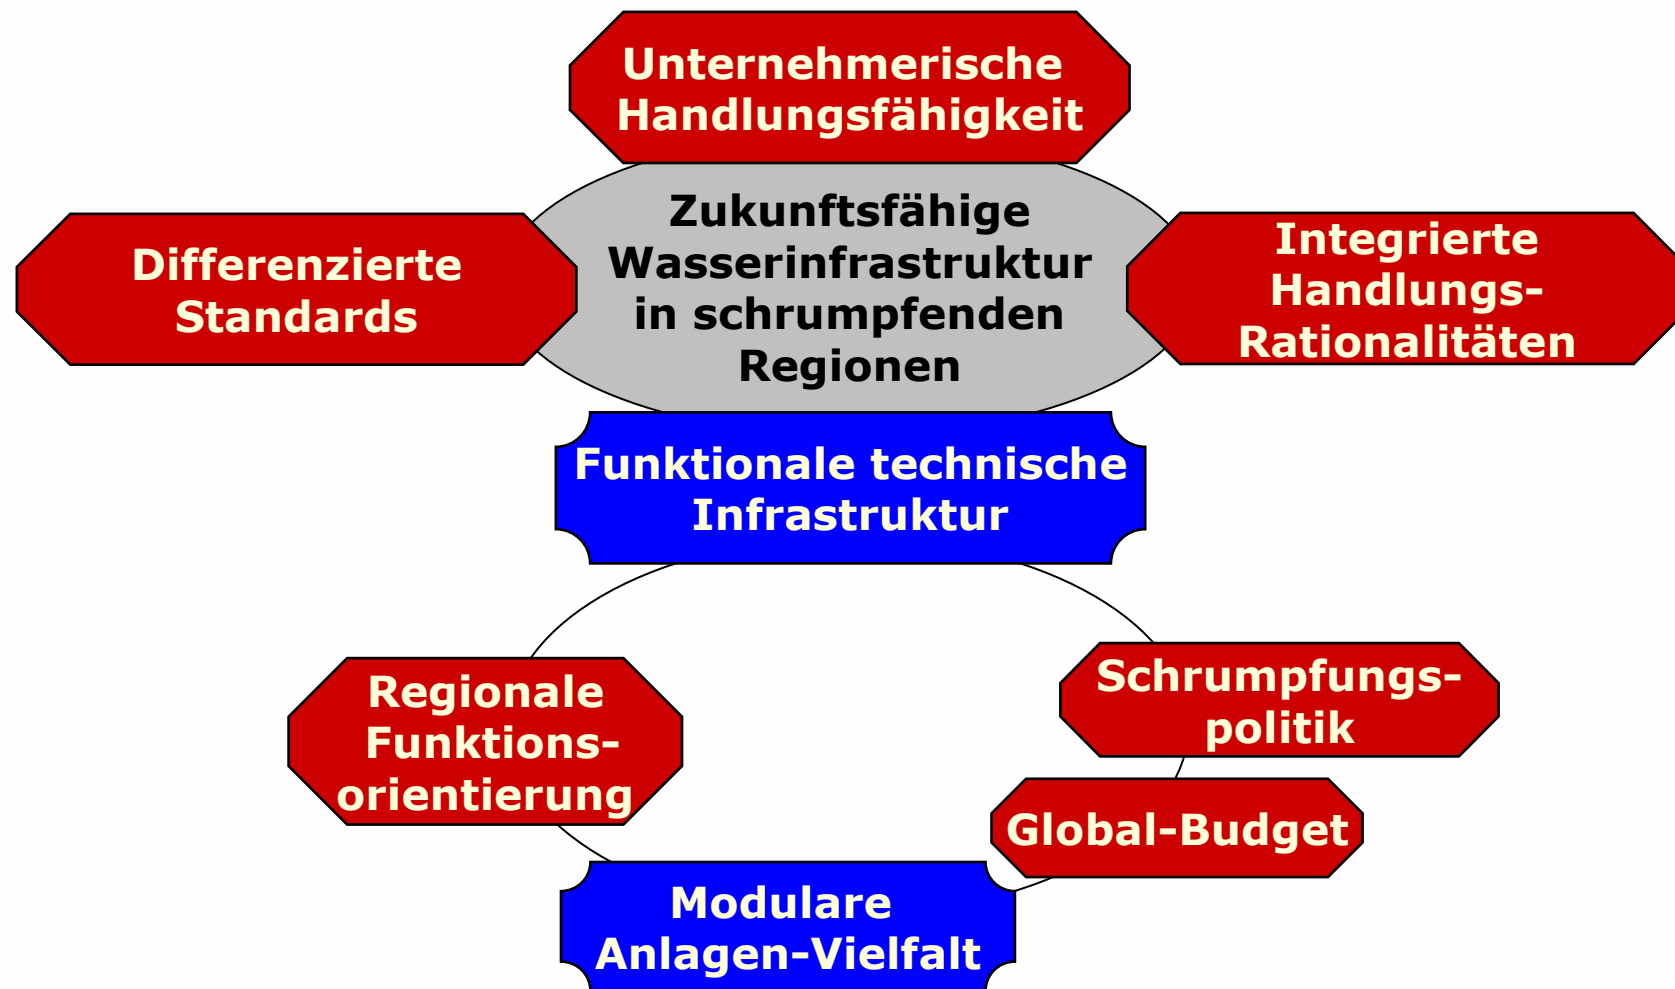 Unternehmerische
Handlungsfähigkeit
Differenzierte
Standards
Zukunftsfähige
Wasserinfrastruktur
in schrumpfenden
Regionen
Integrierte
Handlungs-
Rationalitäten
Funktionale technische
Infrastruktur
Regionale
Funktions-
orientierung
Schrumpfungs-
politik
Global-Budget
Modulare
Anlagen-Vielfalt